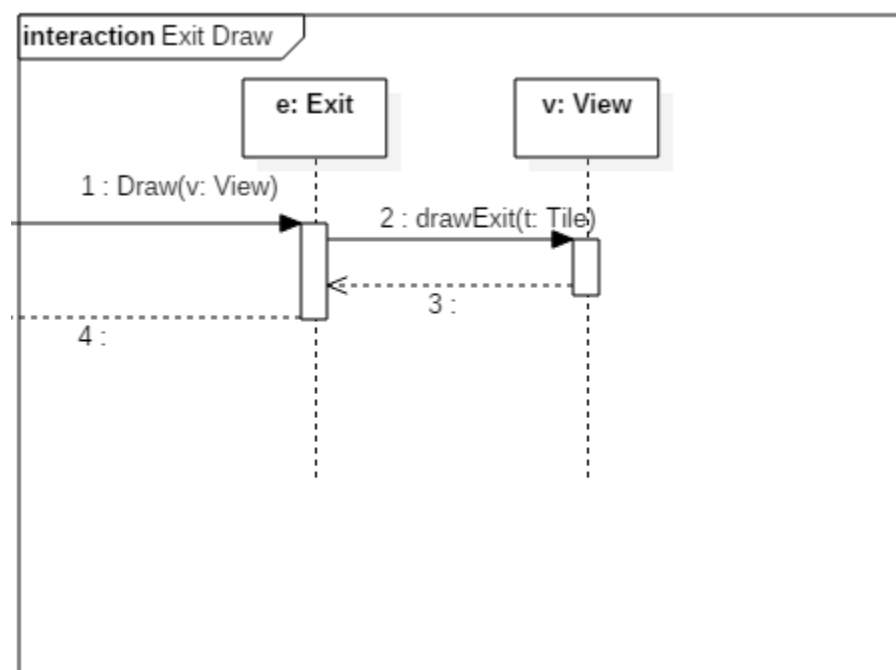 interaction Exit Draw
e: Exit
v: View
1 : Draw(v: View)
2 : drawExit(t: Tile)
3 :
4 :